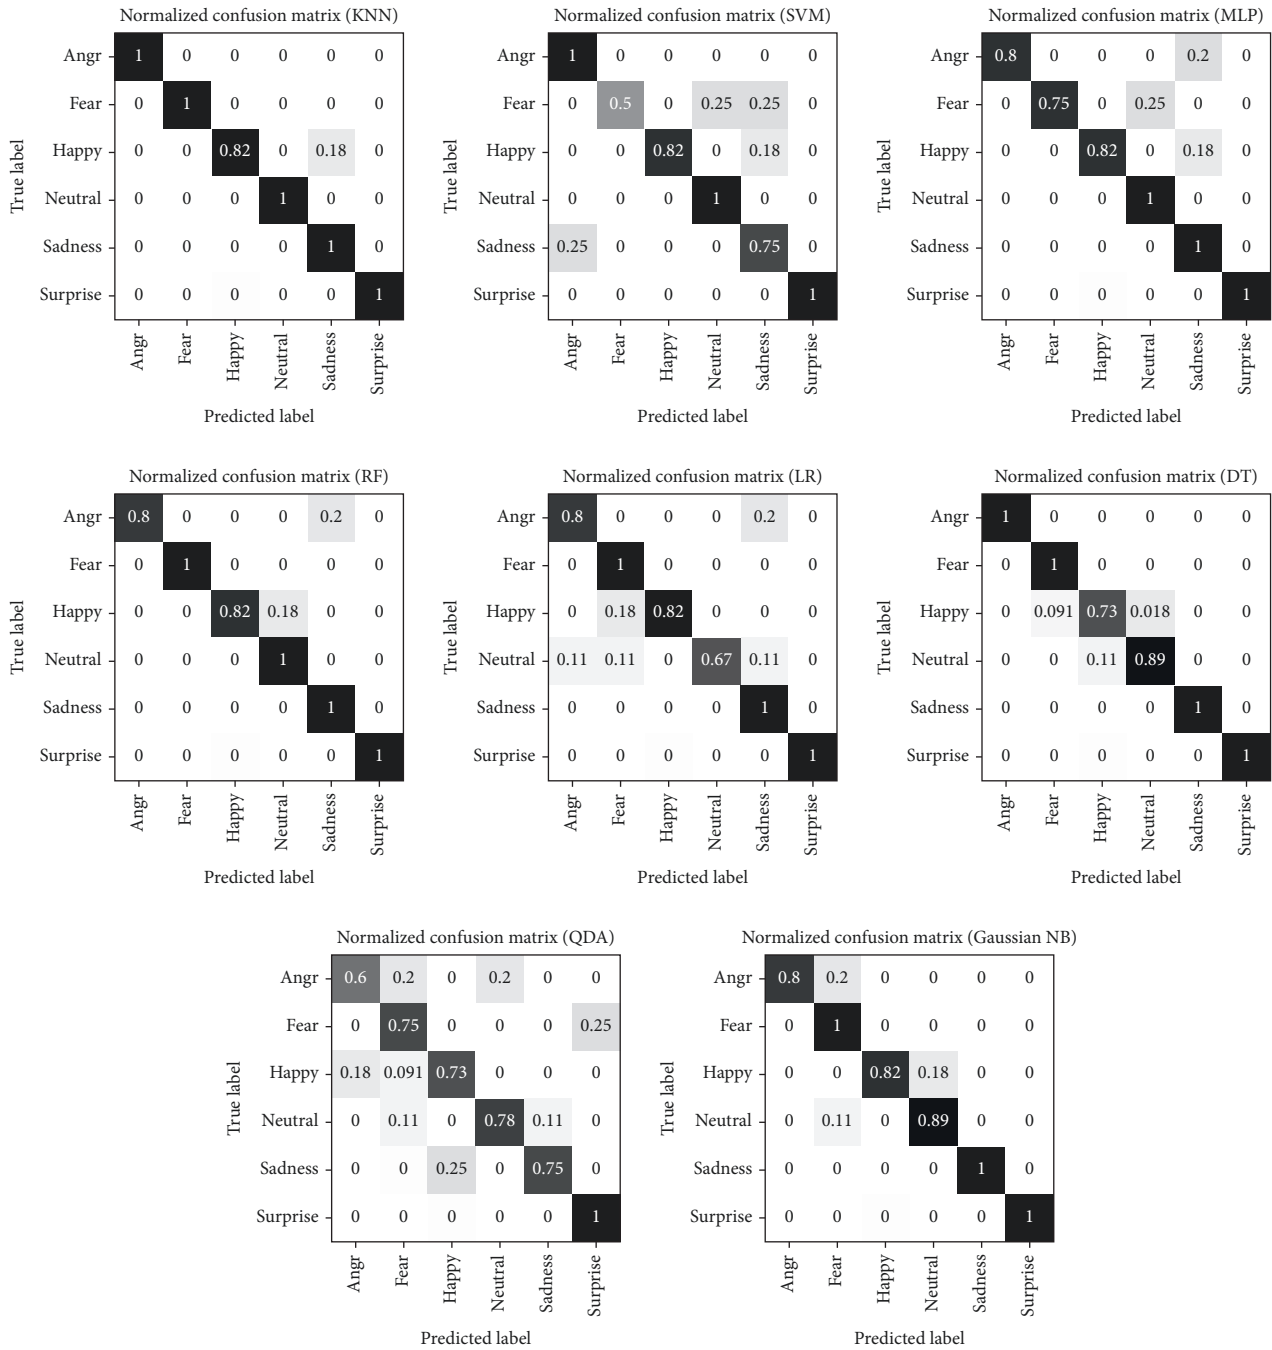 Normalized confusion matrix (KNN)
True label
Angr 1 0 0 0 0 0
Fear 0 1 0 0 0 0
Happy 0 0 0.82 0 0.18 0
Neutral 0 0 0 1 0 0
Sadness 0 0 0 0 1 0
Surprise 0 0 0 0 0 1
Angr Fear Happy Neutral Sadness Surprise
Predicted label
Normalized confusion matrix (SVM)
True label
Angr 1 0 0 0 0 0
Fear 0 0.5 0 0.25 0.25 0
Happy 0 0 0.82 0 0.18 0
Neutral 0 0 0 1 0 0
Sadness 0.25 0 0 0 0.75 0
Surprise 0 0 0 0 0 1
Angr Fear Happy Neutral Sadness Surprise
Predicted label
Normalized confusion matrix (MLP)
True label
Angr 0.8 0 0 0 0.2 0
Fear 0 0.75 0 0.25 0 0
Happy 0 0 0.82 0 0.18 0
Neutral 0 0 0 1 0 0
Sadness 0 0 0 0 1 0
Surprise 0 0 0 0 0 1
Angr Fear Happy Neutral Sadness Surprise
Predicted label
Normalized confusion matrix (RF)
True label
Angr 0.8 0 0 0 0.2 0
Fear 0 1 0 0 0 0
Happy 0 0 0.82 0.18 0 0
Neutral 0 0 0 1 0 0
Sadness 0 0 0 0 1 0
Surprise 0 0 0 0 0 1
Angr Fear Happy Neutral Sadness Surprise
Predicted label
Normalized confusion matrix (LR)
True label
Angr 0.8 0 0 0 0.2 0
Fear 0 1 0 0 0 0
Happy 0 0.18 0.82 0 0 0
Neutral 0.11 0.11 0 0.67 0.11 0
Sadness 0 0 0 0 1 0
Surprise 0 0 0 0 0 1
Angr Fear Happy Neutral Sadness Surprise
Predicted label
Normalized confusion matrix (DT)
True label
Angr 1 0 0 0 0 0
Fear 0 1 0 0 0 0
Happy 0 0.091 0.73 0.018 0 0
Neutral 0 0 0.11 0.89 0 0
Sadness 0 0 0 0 1 0
Surprise 0 0 0 0 0 1
Angr Fear Happy Neutral Sadness Surprise
Predicted label
Normalized confusion matrix (QDA)
True label
Angr 0.6 0.2 0 0.2 0 0
Fear 0 0.75 0 0 0 0.25
Happy 0.18 0.091 0.73 0 0 0
Neutral 0 0.11 0 0.78 0.11 0
Sadness 0 0 0.25 0 0.75 0
Surprise 0 0 0 0 0 1
Angr Fear Happy Neutral Sadness Surprise
Predicted label
Normalized confusion matrix (Gaussian NB)
True label
Angr 0.8 0.2 0 0 0 0
Fear 0 1 0 0 0 0
Happy 0 0 0.82 0.18 0 0
Neutral 0 0.11 0 0.89 0 0
Sadness 0 0 0 0 1 0
Surprise 0 0 0 0 0 1
Angr Fear Happy Neutral Sadness Surprise
Predicted label